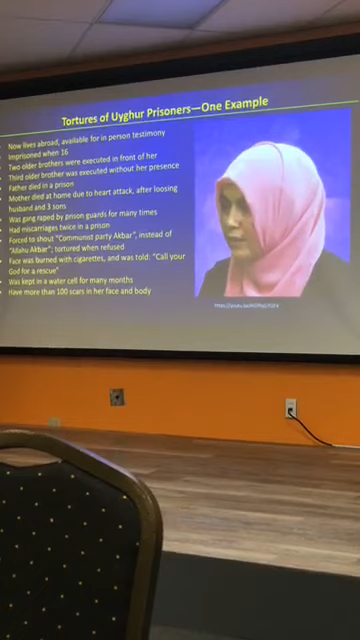 Tortures of Uyghur Prisoners—One Example
Now lives abroad, available for in person testimony
Imprisoned when 16
Two older brothers were executed in front of her
Third older brother was executed without her presence
Father died in a prison
Mother died at home due to heart attack, after loosing
husband and 3 sons
Was gang raped by prison guards for many times
Had miscarriages twice in a prison
Forced to shout "Communist party Akbar", instead of
"Allahu Akbar"; tortured when refused
Face was burned with cigarettes, and was told: "Call your
God for a rescue"
Was kept in a water cell for many months
Have more than 100 scars in her face and body